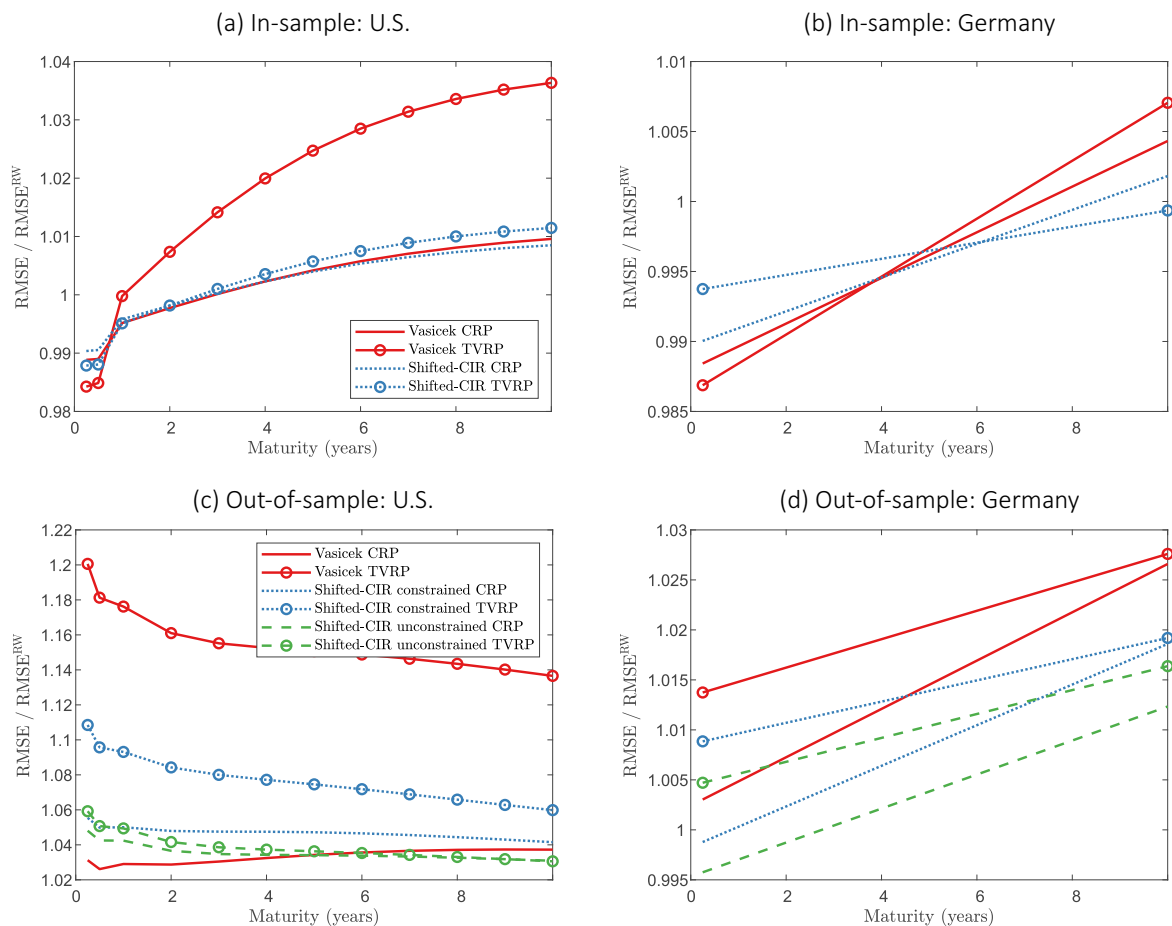 (a) In-sample: U.S.
1.04
1.03
1.02
1.01
1
0.99
0.98
RMSE / RMSE^RW
0
2
4
6
8
Maturity (years)
Vasicek CRP
Vasicek TVRP
Shifted-CIR CRP
Shifted-CIR TVRP
(b) In-sample: Germany
1.01
1.005
1
0.995
0.99
0.985
RMSE / RMSE^RW
0
2
4
6
8
Maturity (years)
(c) Out-of-sample: U.S.
1.22
1.2
1.18
1.16
1.14
1.12
1.1
1.08
1.06
1.04
1.02
RMSE / RMSE^RW
0
2
4
6
8
Maturity (years)
Vasicek CRP
Vasicek TVRP
Shifted-CIR constrained CRP
Shifted-CIR constrained TVRP
Shifted-CIR unconstrained CRP
Shifted-CIR unconstrained TVRP
(d) Out-of-sample: Germany
1.03
1.025
1.02
1.015
1.01
1.005
1
0.995
RMSE / RMSE^RW
0
2
4
6
8
Maturity (years)